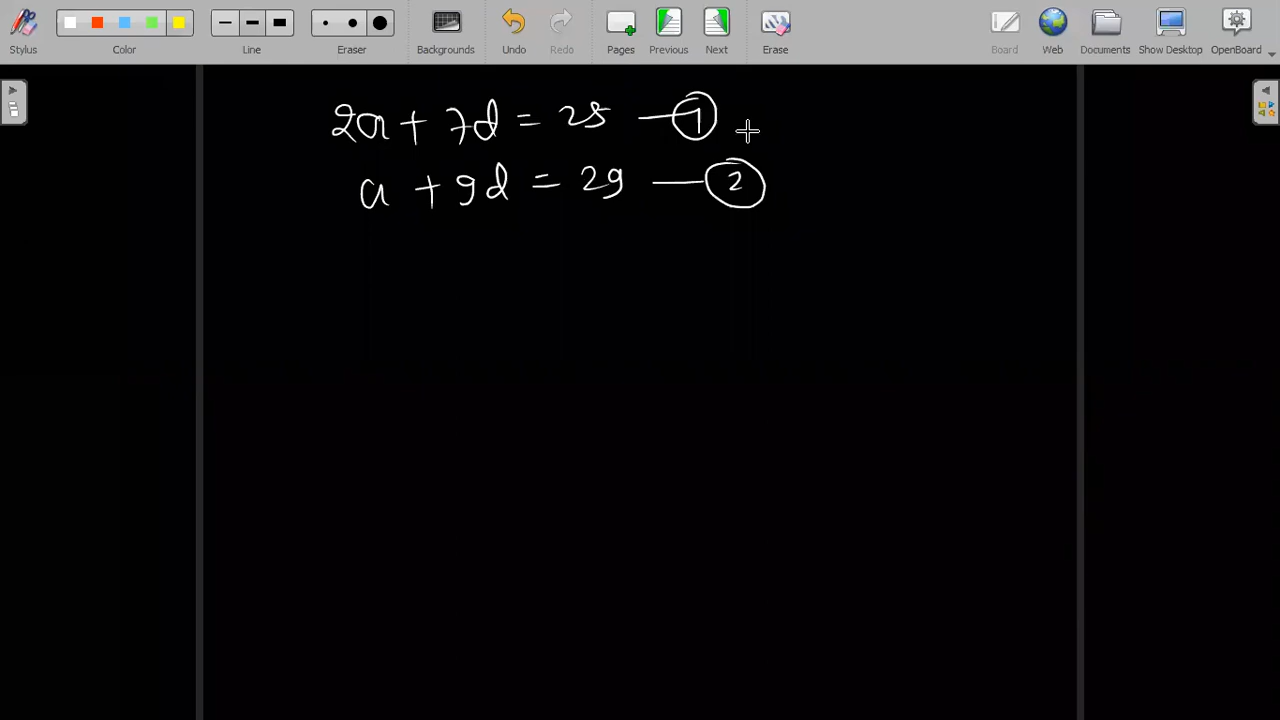 Stylus Color Line Eraser Backgrounds Undo Redo Pages Previous Next Erase Board Web Documents Show Desktop OpenBoard
2a + 7d = 25 — 1
a + 9d = 29 — 2